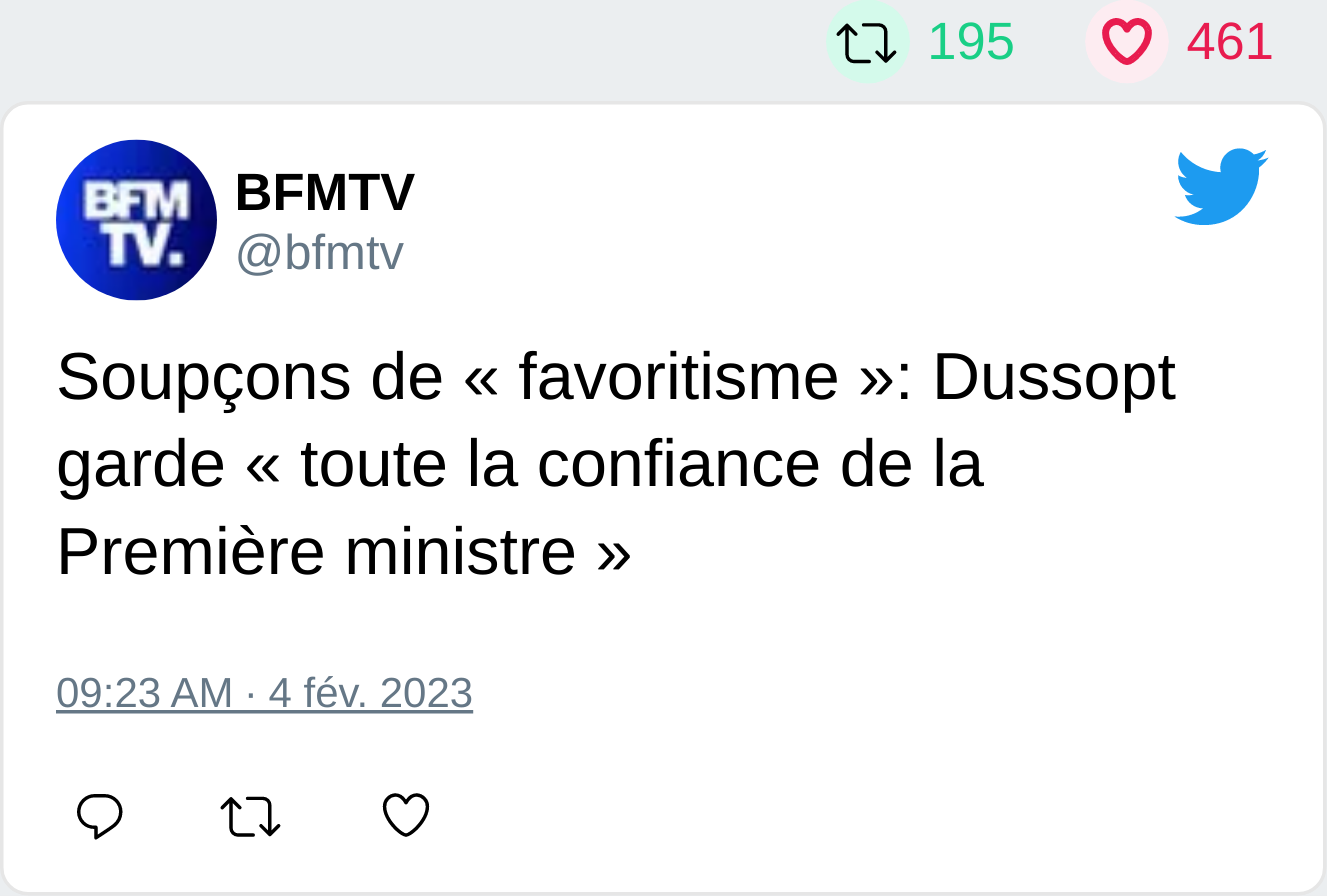 195 461
BFM
TV.
BFMTV
@bfmtv
Soupçons de « favoritisme »: Dussopt
garde « toute la confiance de la
Première ministre »
09:23 AM · 4 fév. 2023